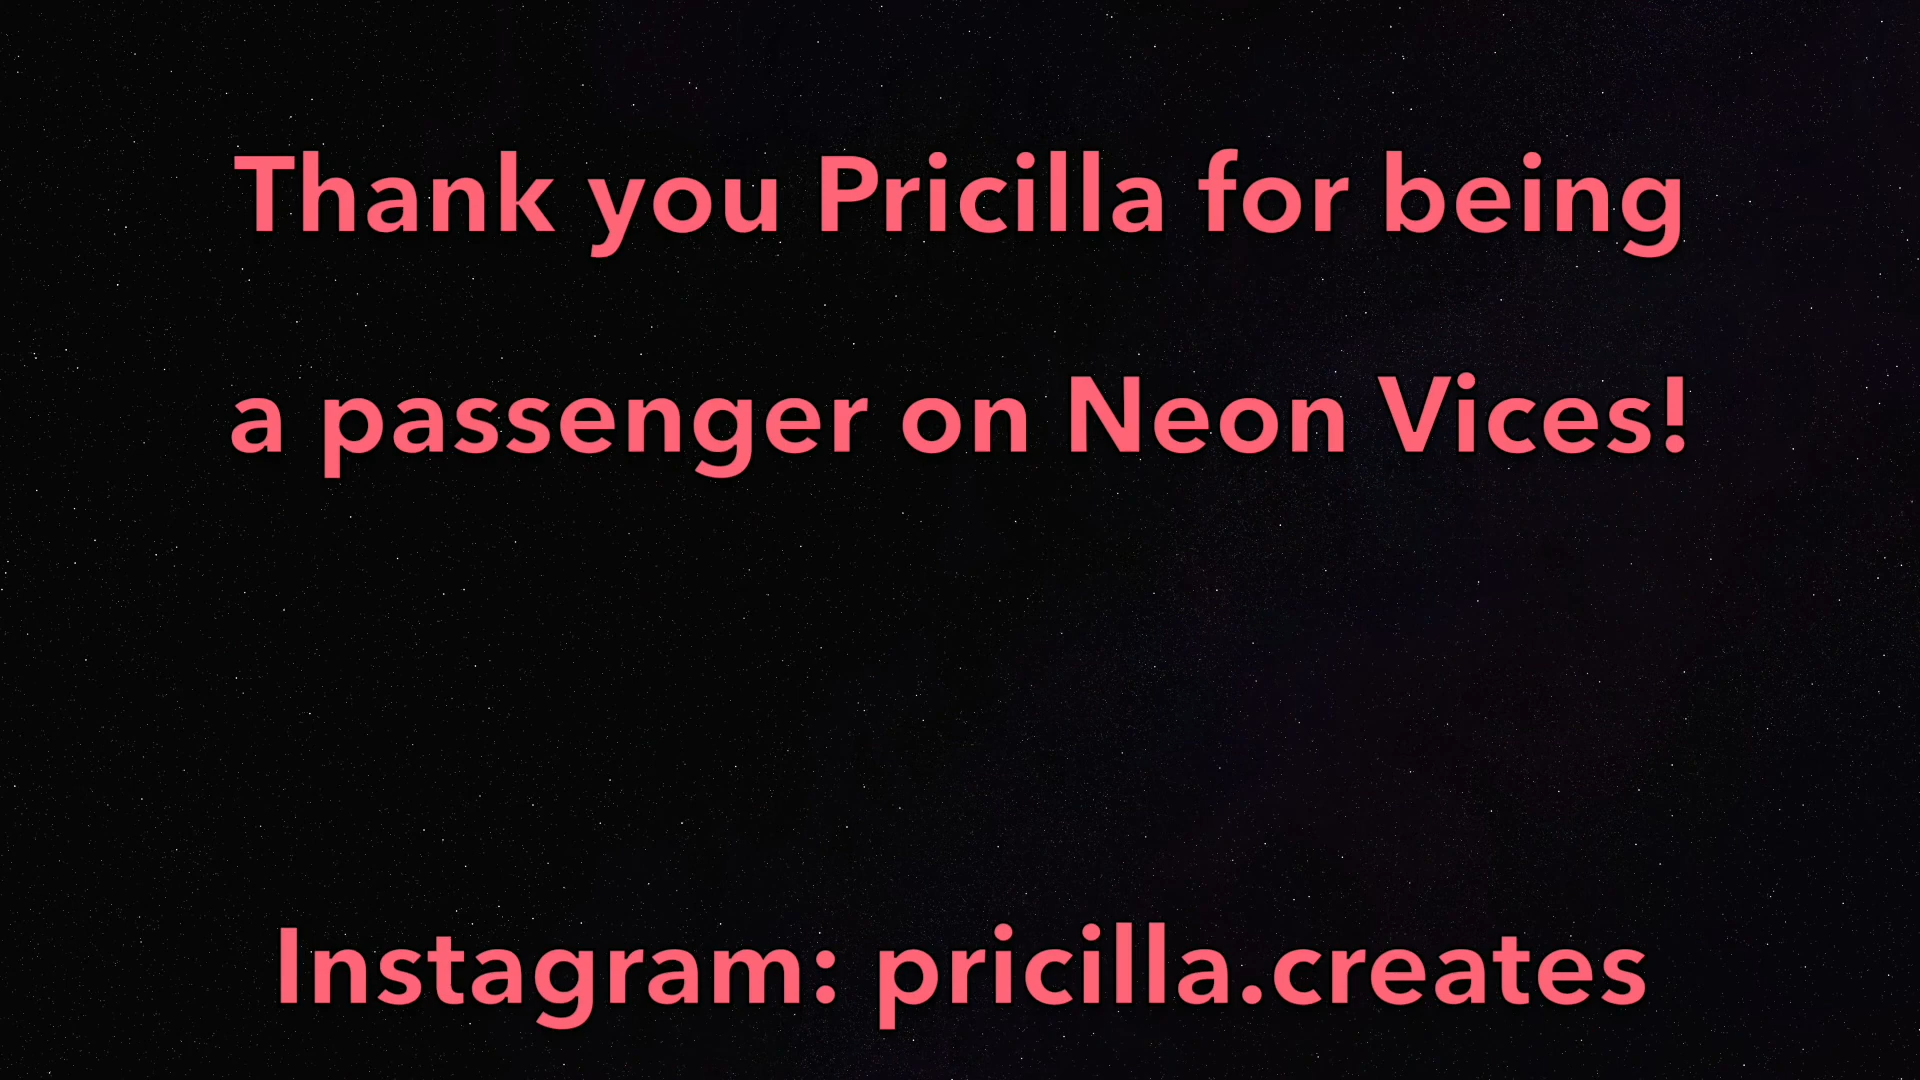 Thank you Pricilla for being
a passenger on Neon Vices!
Instagram: pricilla.creates